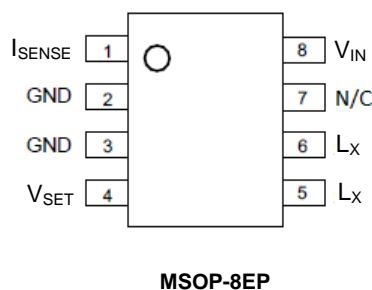 ISENSE 1 8 VIN
GND 2 7 N/C
GND 3 6 LX
VSET 4 5 LX
MSOP-8EP